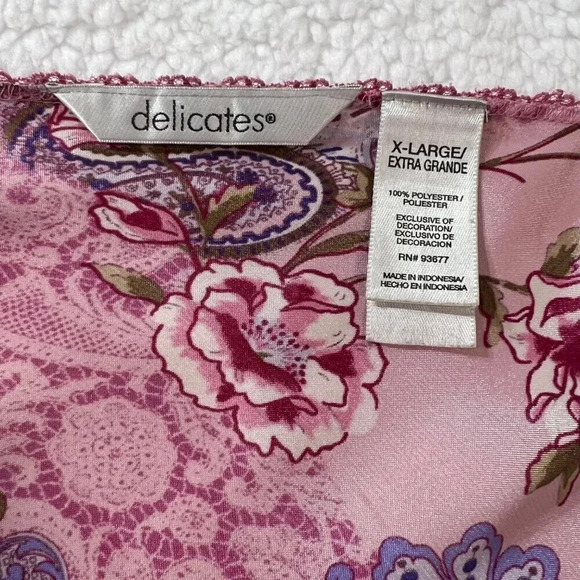 delicates®
X-LARGE/
EXTRA GRANDE
100% POLYESTER /
POLIESTER
EXCLUSIVE OF
DECORATION/
EXCLUSIVO DE
DECORACION
RN# 93677
MADE IN INDONESIA/
HECHO EN INDONESIA